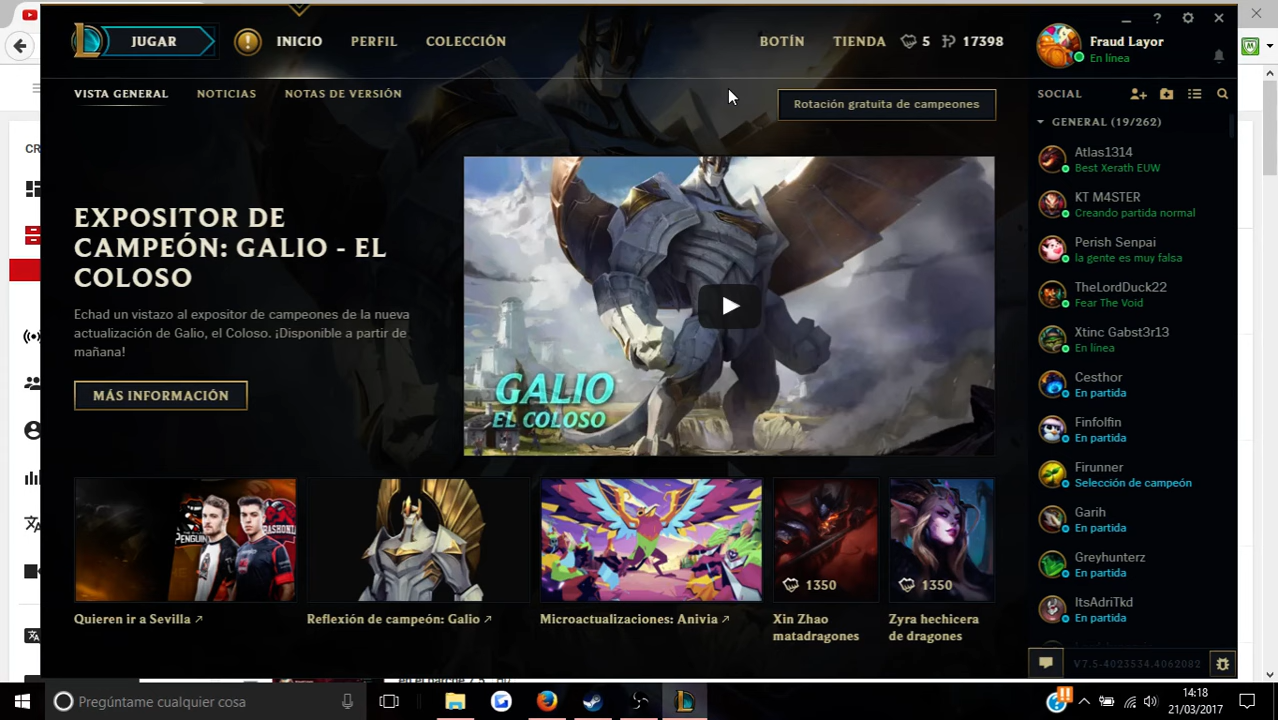 JUGAR
INICIO
PERFIL
COLECCIÓN
BOTÍN
TIENDA
5
17398
Fraud Layor
En línea
VISTA GENERAL
NOTICIAS
NOTAS DE VERSIÓN
Rotación gratuita de campeones
SOCIAL
GENERAL (19/262)
CR
EXPOSITOR DE
CAMPEÓN: GALIO - EL
COLOSO
Echad un vistazo al expositor de campeones de la nueva
actualización de Galio, el Coloso. ¡Disponible a partir de
mañana!
MÁS INFORMACIÓN
GALIO
EL COLOSO
Atlas1314
Best Xerath EUW
KT M4STER
Creando partida normal
Perish Senpai
la gente es muy falsa
TheLordDuck22
Fear The Void
Xtinc Gabst3r13
En línea
Cesthor
En partida
Finfolfin
En partida
Firunner
Selección de campeón
Garih
En partida
Greyhunterz
En partida
ItsAdriTkd
En partida
PENGUIN
BASKONIA
1350
1350
Quieren ir a Sevilla
Reflexión de campeón: Galio
Microactualizaciones: Anivia
Xin Zhao
matadragones
Zyra hechicera
de dragones
V7.5-4023534.4062082
Pregúntame cualquier cosa
14:18
21/03/2017